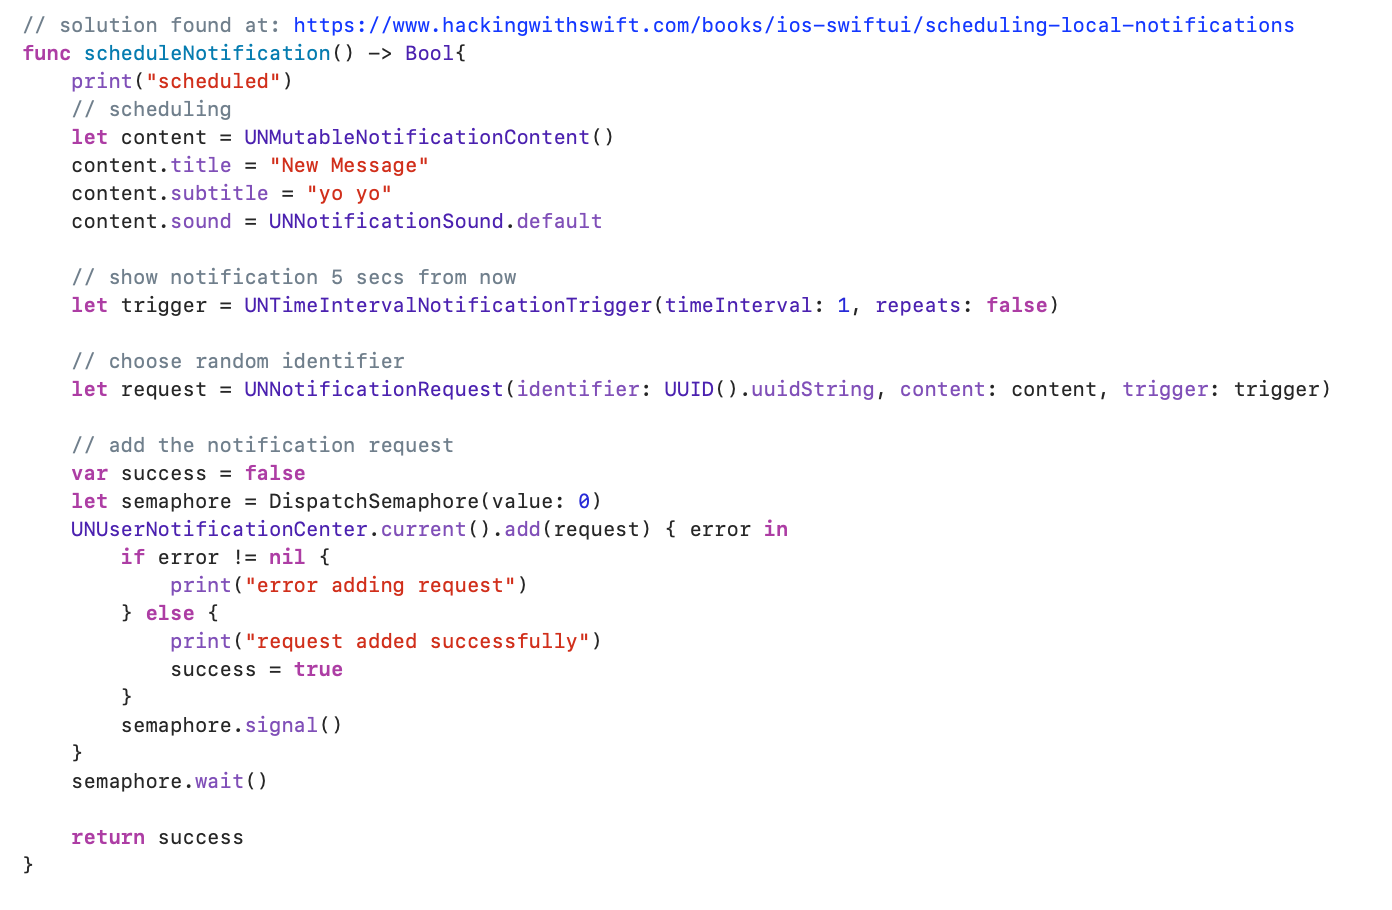 // solution found at: https://www.hackingwithswift.com/books/ios-swiftui/scheduling-local-notifications
func scheduleNotification() -> Bool{
    print("scheduled")
    // scheduling
    let content = UNMutableNotificationContent()
    content.title = "New Message"
    content.subtitle = "yo yo"
    content.sound = UNNotificationSound.default

    // show notification 5 secs from now
    let trigger = UNTimeIntervalNotificationTrigger(timeInterval: 1, repeats: false)

    // choose random identifier
    let request = UNNotificationRequest(identifier: UUID().uuidString, content: content, trigger: trigger)

    // add the notification request
    var success = false
    let semaphore = DispatchSemaphore(value: 0)
    UNUserNotificationCenter.current().add(request) { error in
        if error != nil {
            print("error adding request")
        } else {
            print("request added successfully")
            success = true
        }
        semaphore.signal()
    }
    semaphore.wait()

    return success
}